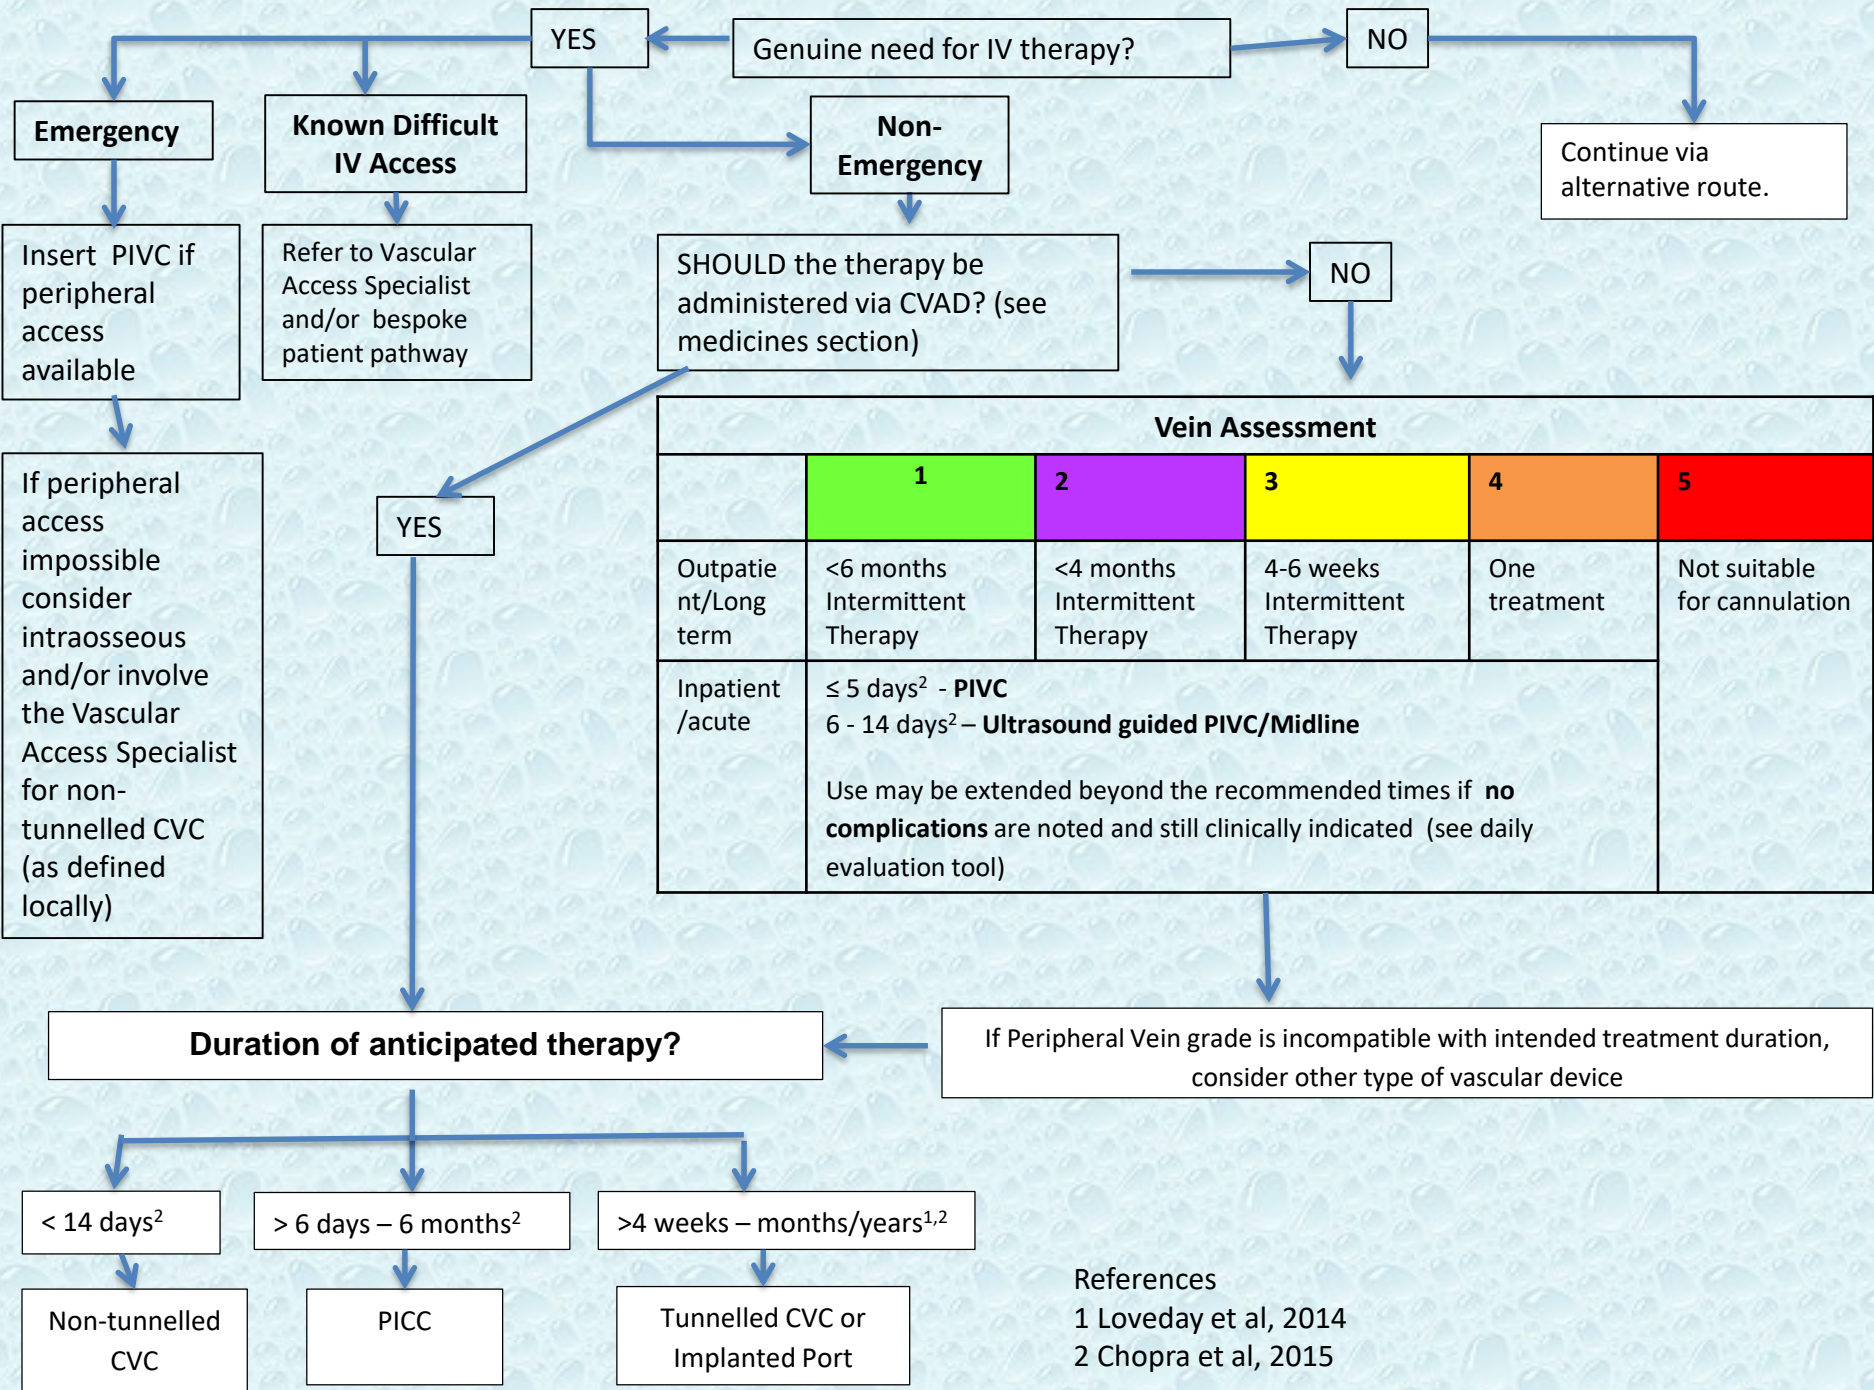 Genuine need for IV therapy?
YES
NO
Emergency
Known Difficult
IV Access
Non-
Emergency
Continue via
alternative route.
Insert PIVC if
peripheral
access
available
Refer to Vascular
Access Specialist
and/or bespoke
patient pathway
SHOULD the therapy be
administered via CVAD? (see
medicines section)
NO
If peripheral
access
impossible
consider
intraosseous
and/or involve
the Vascular
Access Specialist
for non-
tunnelled CVC
(as defined
locally)
YES
Vein Assessment
1
2
3
4
5
Outpatie
nt/Long
term
<6 months
Intermittent
Therapy
<4 months
Intermittent
Therapy
4-6 weeks
Intermittent
Therapy
One
treatment
Not suitable
for cannulation
Inpatient
/acute
≤ 5 days² - PIVC
6 - 14 days² – Ultrasound guided PIVC/Midline
Use may be extended beyond the recommended times if no
complications are noted and still clinically indicated (see daily
evaluation tool)
Duration of anticipated therapy?
If Peripheral Vein grade is incompatible with intended treatment duration,
consider other type of vascular device
< 14 days²
> 6 days – 6 months²
>4 weeks – months/years¹,²
Non-tunnelled
CVC
PICC
Tunnelled CVC or
Implanted Port
References
1 Loveday et al, 2014
2 Chopra et al, 2015